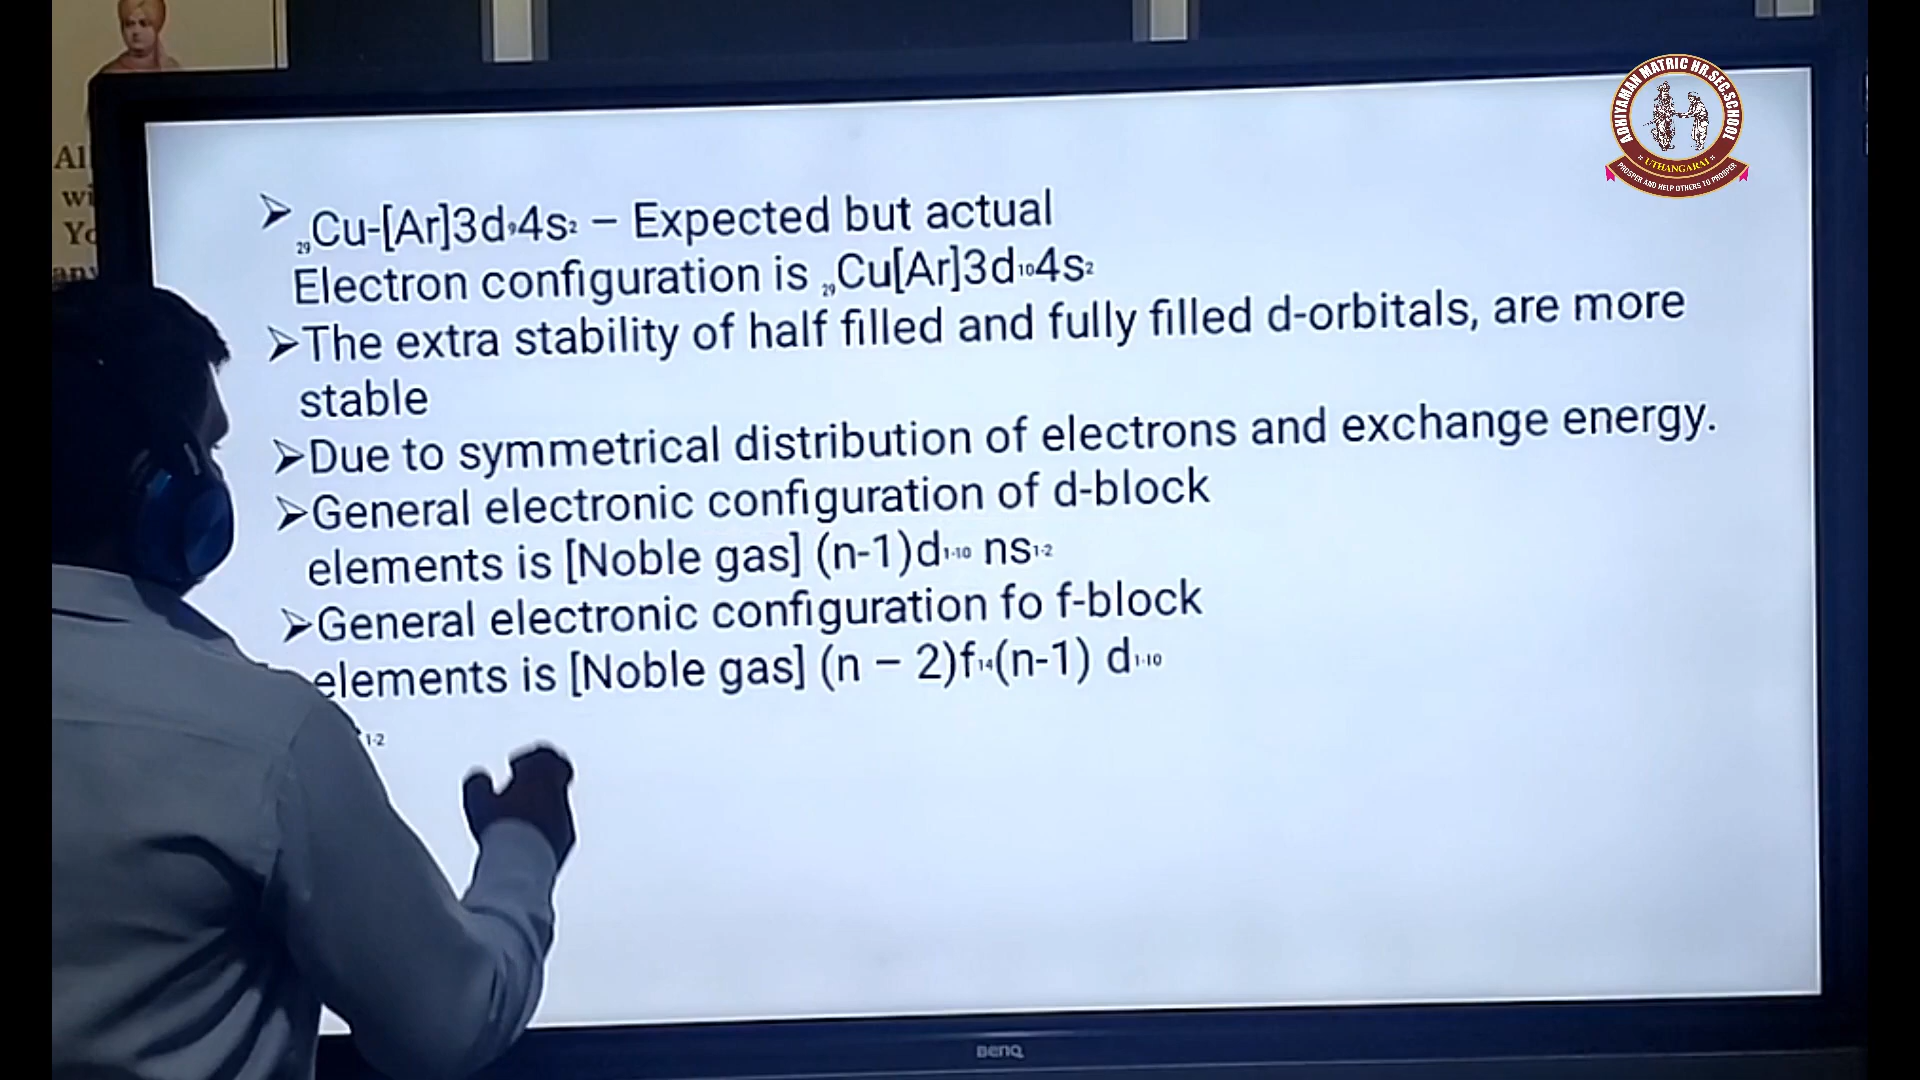 ADHIYAMAN MATRIC HR.SEC.SCHOOL
UTHANGARAI
PROSPER AND HELP OTHERS TO PROSPER
Al
wi
Yo
any
➢ ₂₉Cu-[Ar]3d⁹4s² – Expected but actual
Electron configuration is ₂₉Cu[Ar]3d¹⁰4s²
➢The extra stability of half filled and fully filled d-orbitals, are more
stable
➢Due to symmetrical distribution of electrons and exchange energy.
➢General electronic configuration of d-block
elements is [Noble gas] (n-1)d¹⁻¹⁰ ns¹⁻²
➢General electronic configuration fo f-block
elements is [Noble gas] (n – 2)f¹⁴(n-1) d¹⁻¹⁰
¹⁻²
BenQ